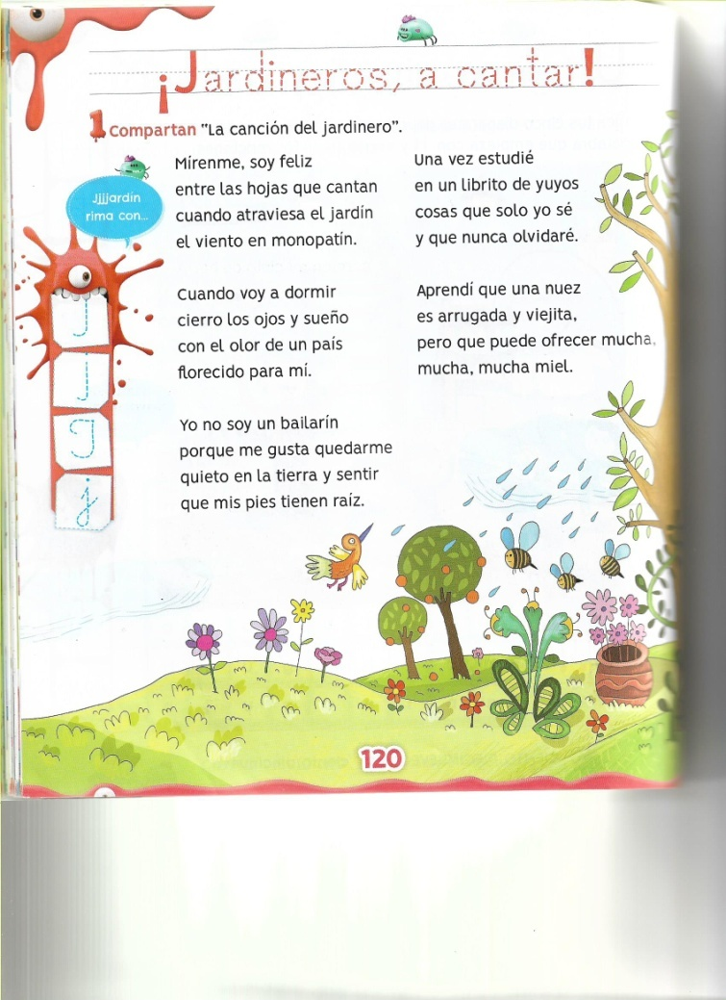 ¡Jardineros, a cantar!
1 Compartan "La canción del jardinero".
Jjjjardín
rima con...
Mírenme, soy feliz
entre las hojas que cantan
cuando atraviesa el jardín
el viento en monopatín.
Cuando voy a dormir
cierro los ojos y sueño
con el olor de un país
florecido para mí.
Yo no soy un bailarín
porque me gusta quedarme
quieto en la tierra y sentir
que mis pies tienen raíz.
Una vez estudié
en un librito de yuyos
cosas que solo yo sé
y que nunca olvidaré.
Aprendí que una nuez
es arrugada y viejita,
pero que puede ofrecer mucha,
mucha, mucha miel.
J
j
J
j
120